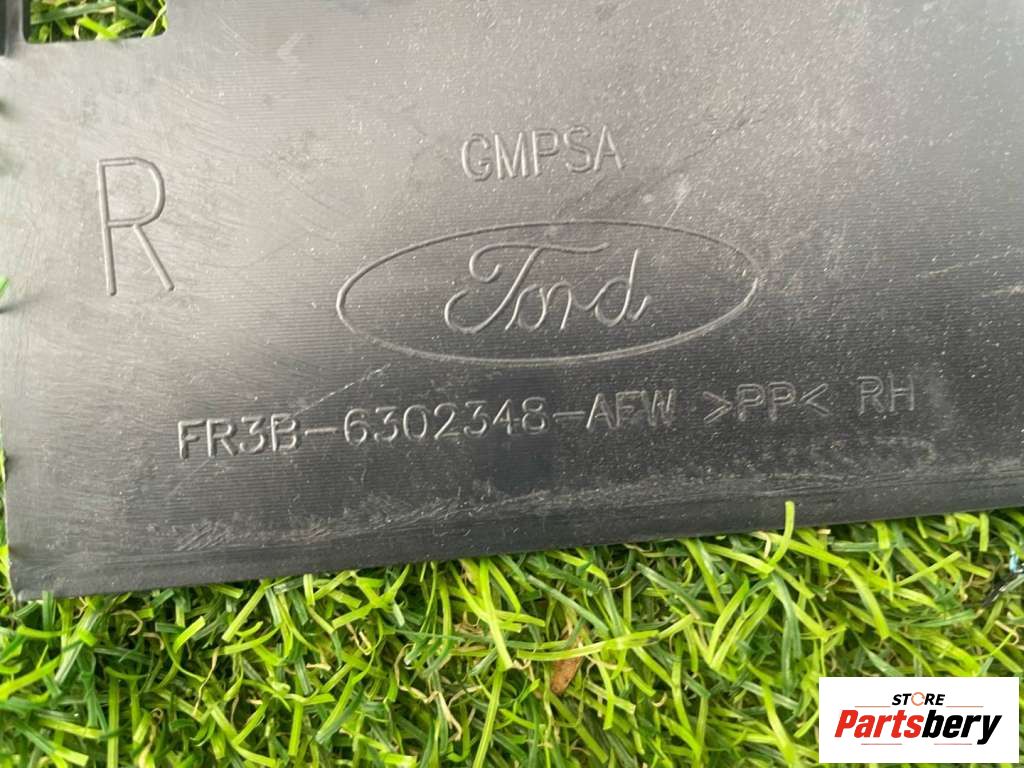 R
GMPSA
Ford
FR3B-6302348-AFW >PP< RH
STORE
Partsbery